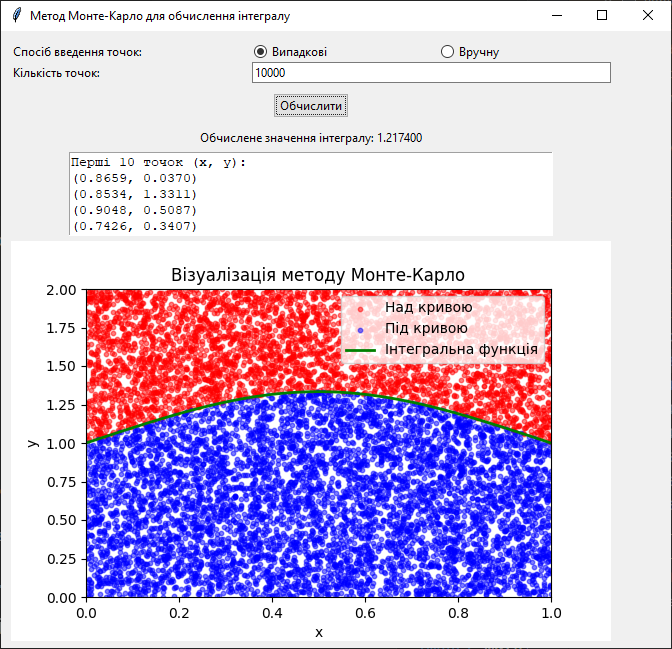 Метод Монте-Карло для обчислення інтегралу
Спосіб введення точок: Випадкові Вручну
Кількість точок: 10000
Обчислити
Обчислене значення інтегралу: 1.217400
Перші 10 точок (x, y):
(0.8659, 0.0370)
(0.8534, 1.3311)
(0.9048, 0.5087)
(0.7426, 0.3407)
Візуалізація методу Монте-Карло
2.00
1.75
1.50
1.25
1.00
0.75
0.50
0.25
0.00
y
Над кривою
Під кривою
Інтегральна функція
0.0 0.2 0.4 0.6 0.8 1.0
x